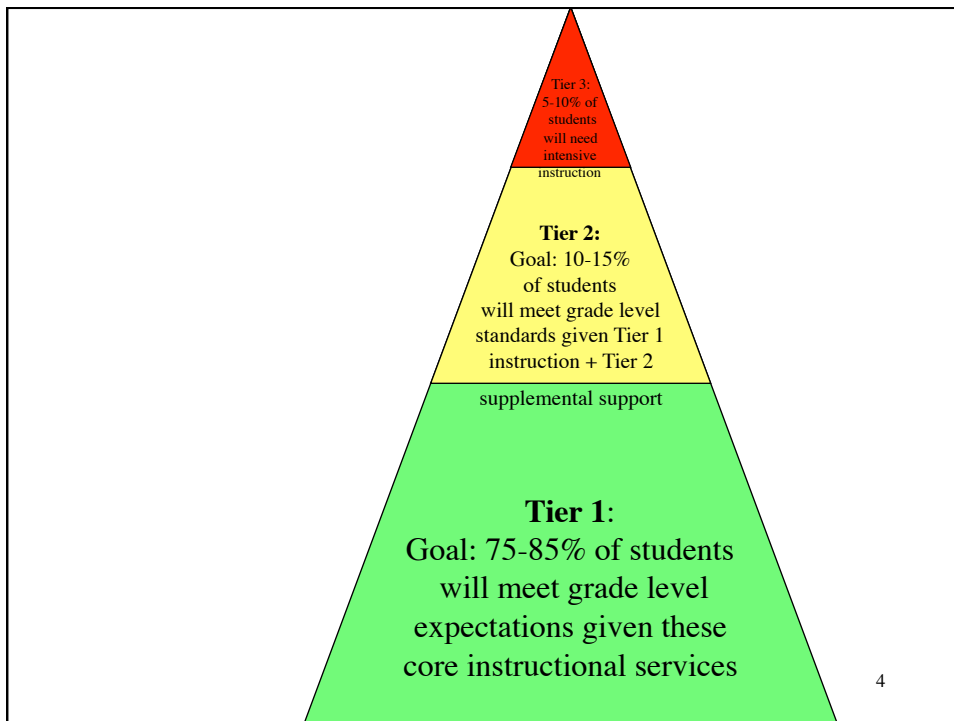 Tier 3:
5-10% of
students
will need
intensive
instruction
Tier 2:
Goal: 10-15%
of students
will meet grade level
standards given Tier 1
instruction + Tier 2
supplemental support
Tier 1:
Goal: 75-85% of students
will meet grade level
expectations given these
core instructional services
4